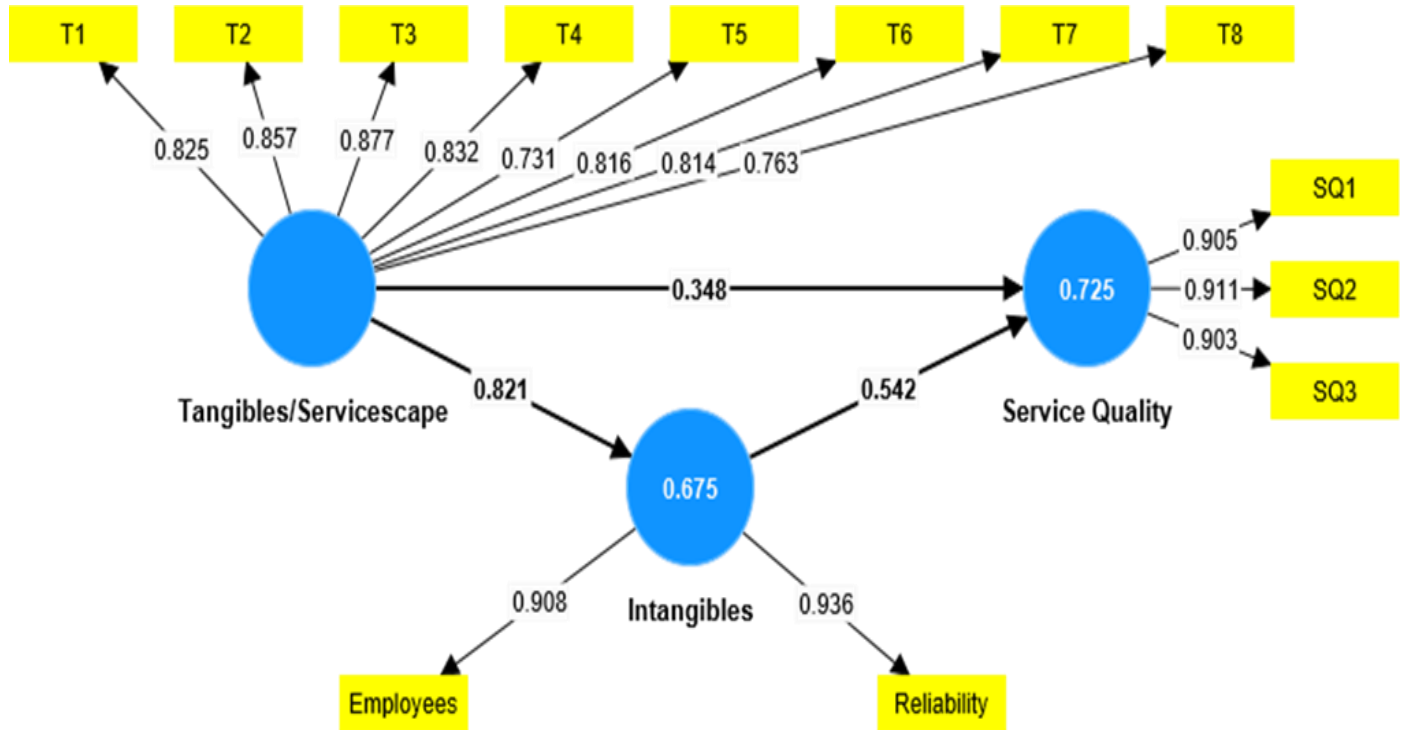 T1 T2 T3 T4 T5 T6 T7 T8
0.825 0.857 0.877 0.832 0.731 0.816 0.814 0.763
SQ1
0.905
0.348 0.725 0.911 SQ2
0.903
0.821 0.542 SQ3
Tangibles/Servicescape Service Quality
0.675
0.908 Intangibles 0.936
Employees Reliability